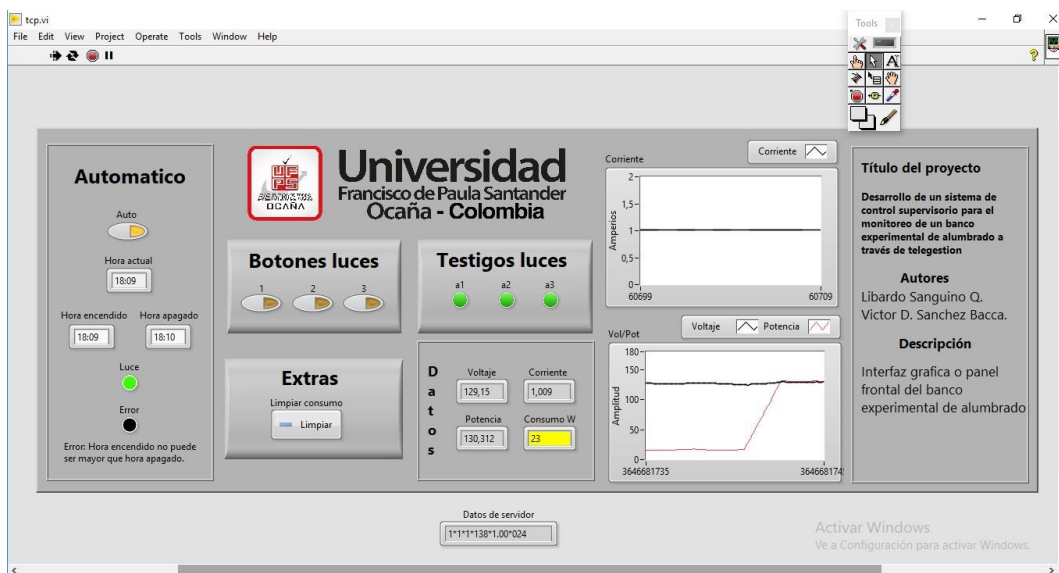 tcp.vi
File Edit View Project Operate Tools Window Help
Tools
Automatico
Auto
Hora actual
18:09
Hora encendido Hora apagado
18:09 18:10
Luce
Error
Error: Hora encendido no puede
ser mayor que hora apagado.
OCAÑA
Universidad
Francisco de Paula Santander
Ocaña - Colombia
Botones luces
1 2 3
Testigos luces
a1 a2 a3
Extras
Limpiar consumo
Limpiar
Datos
Voltaje Corriente
129,15 1,009
Potencia Consumo W
130,312 23
Corriente
Corriente
Amperios
2
1,5
1
0,5
0
60699 60709
Vol/Pot
Voltaje Potencia
Amplitud
180
150
100
50
0
3646681735 364668174
Título del proyecto
Desarrollo de un sistema de
control supervisorio para el
monitoreo de un banco
experimental de alumbrado a
través de telegestion
Autores
Libardo Sanguino Q.
Victor D. Sanchez Bacca.
Descripción
Interfaz grafica o panel
frontal del banco
experimental de alumbrado
Datos de servidor
1*1*1*138*1.00*024
Activar Windows
Ve a Configuración para activar Windows.